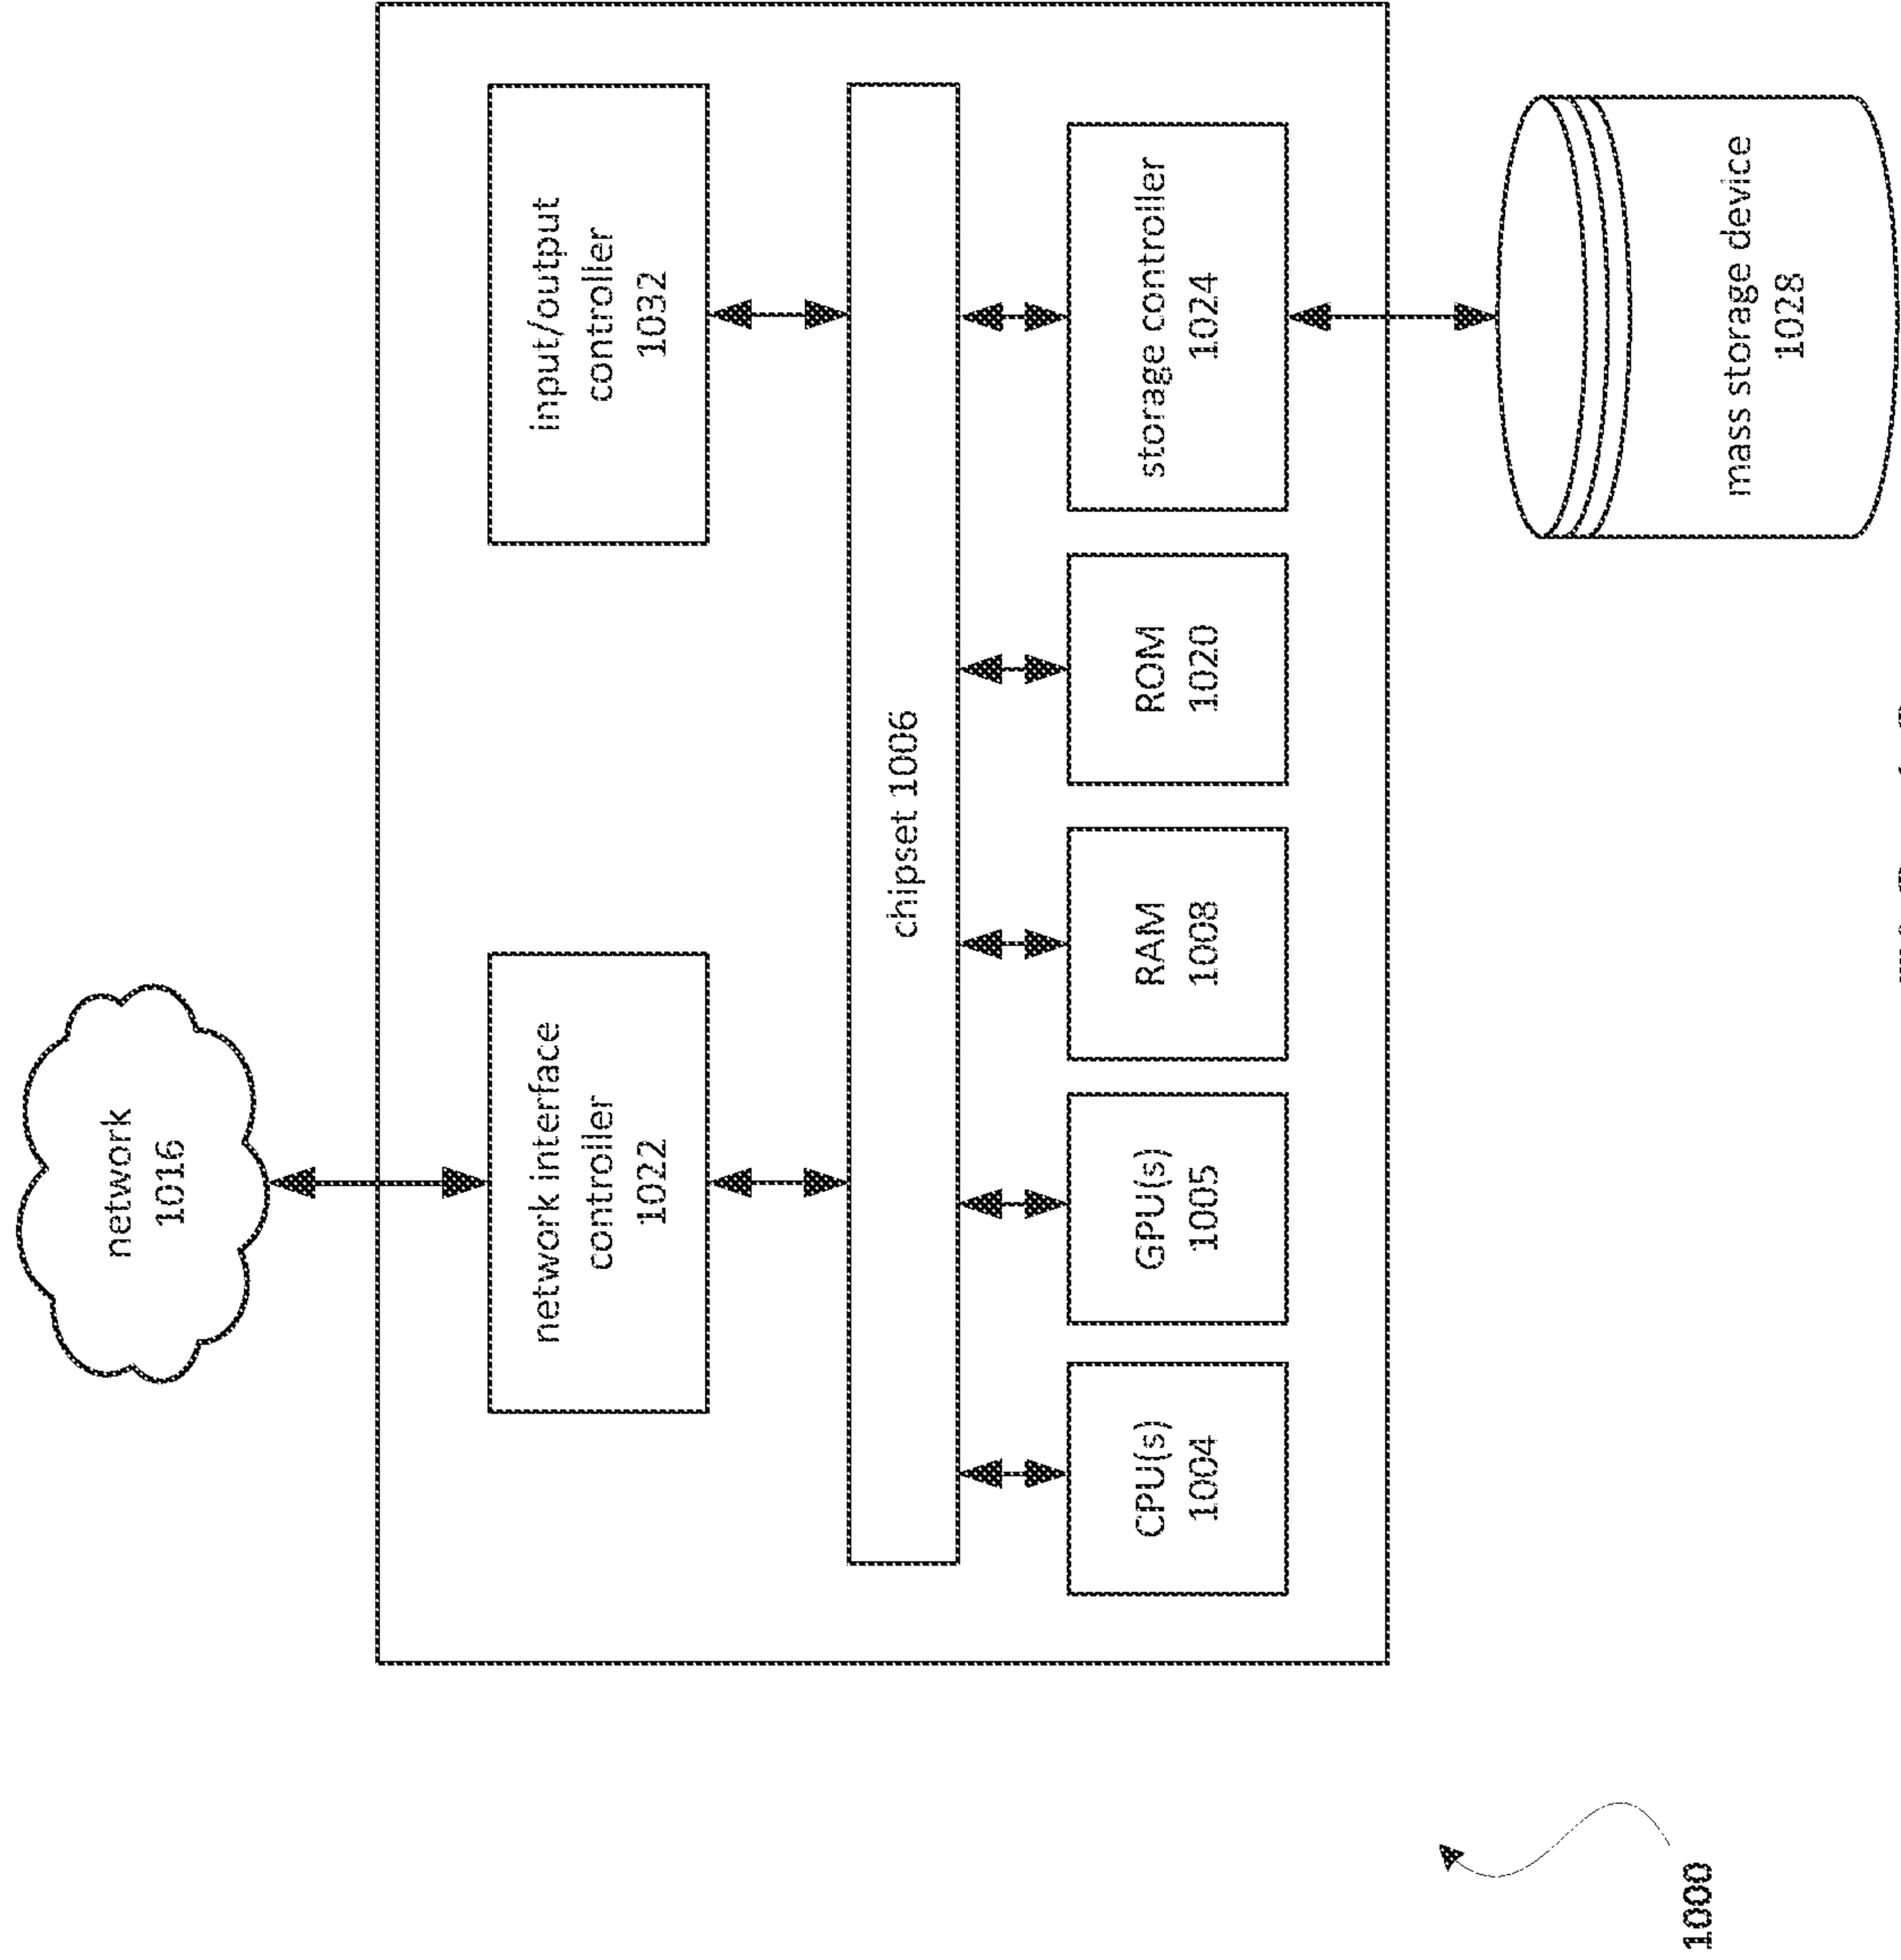 network
1016
network interface
controller
1022
input/output
controller
1032
chipset 1006
CPU(s)
1004
GPU(s)
1005
RAM
1008
ROM
1020
storage controller
1024
mass storage device
1028
1000